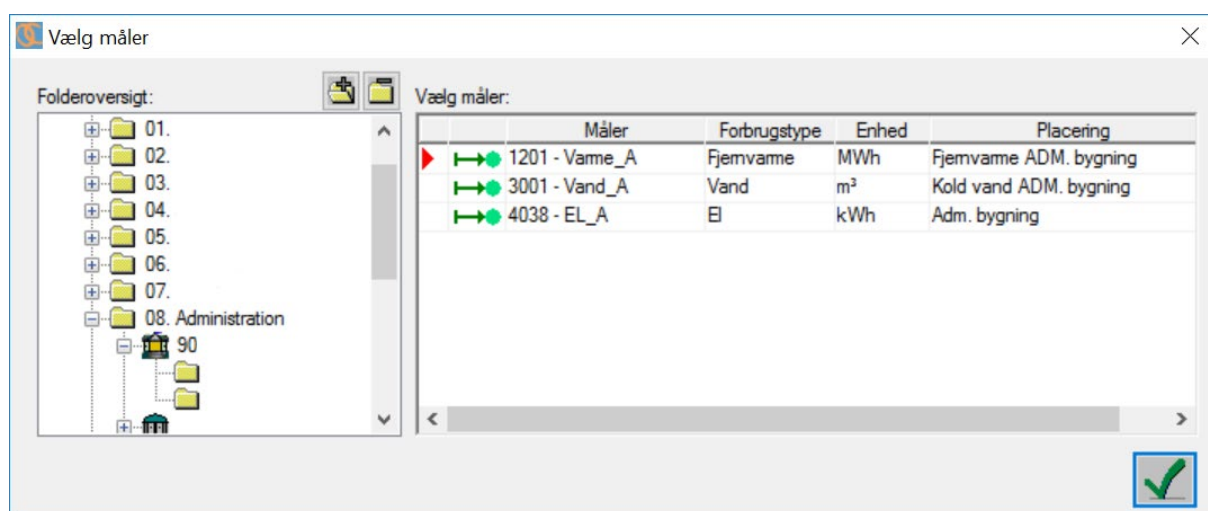 Vælg måler
Folderoversigt:
01.
02.
03.
04.
05.
06.
07.
08. Administration
90
Vælg måler:
Måler Forbrugstype Enhed Placering
1201 - Varme_A Fjernvarme MWh Fjernvarme ADM. bygning
3001 - Vand_A Vand m³ Kold vand ADM. bygning
4038 - EL_A El kWh Adm. bygning